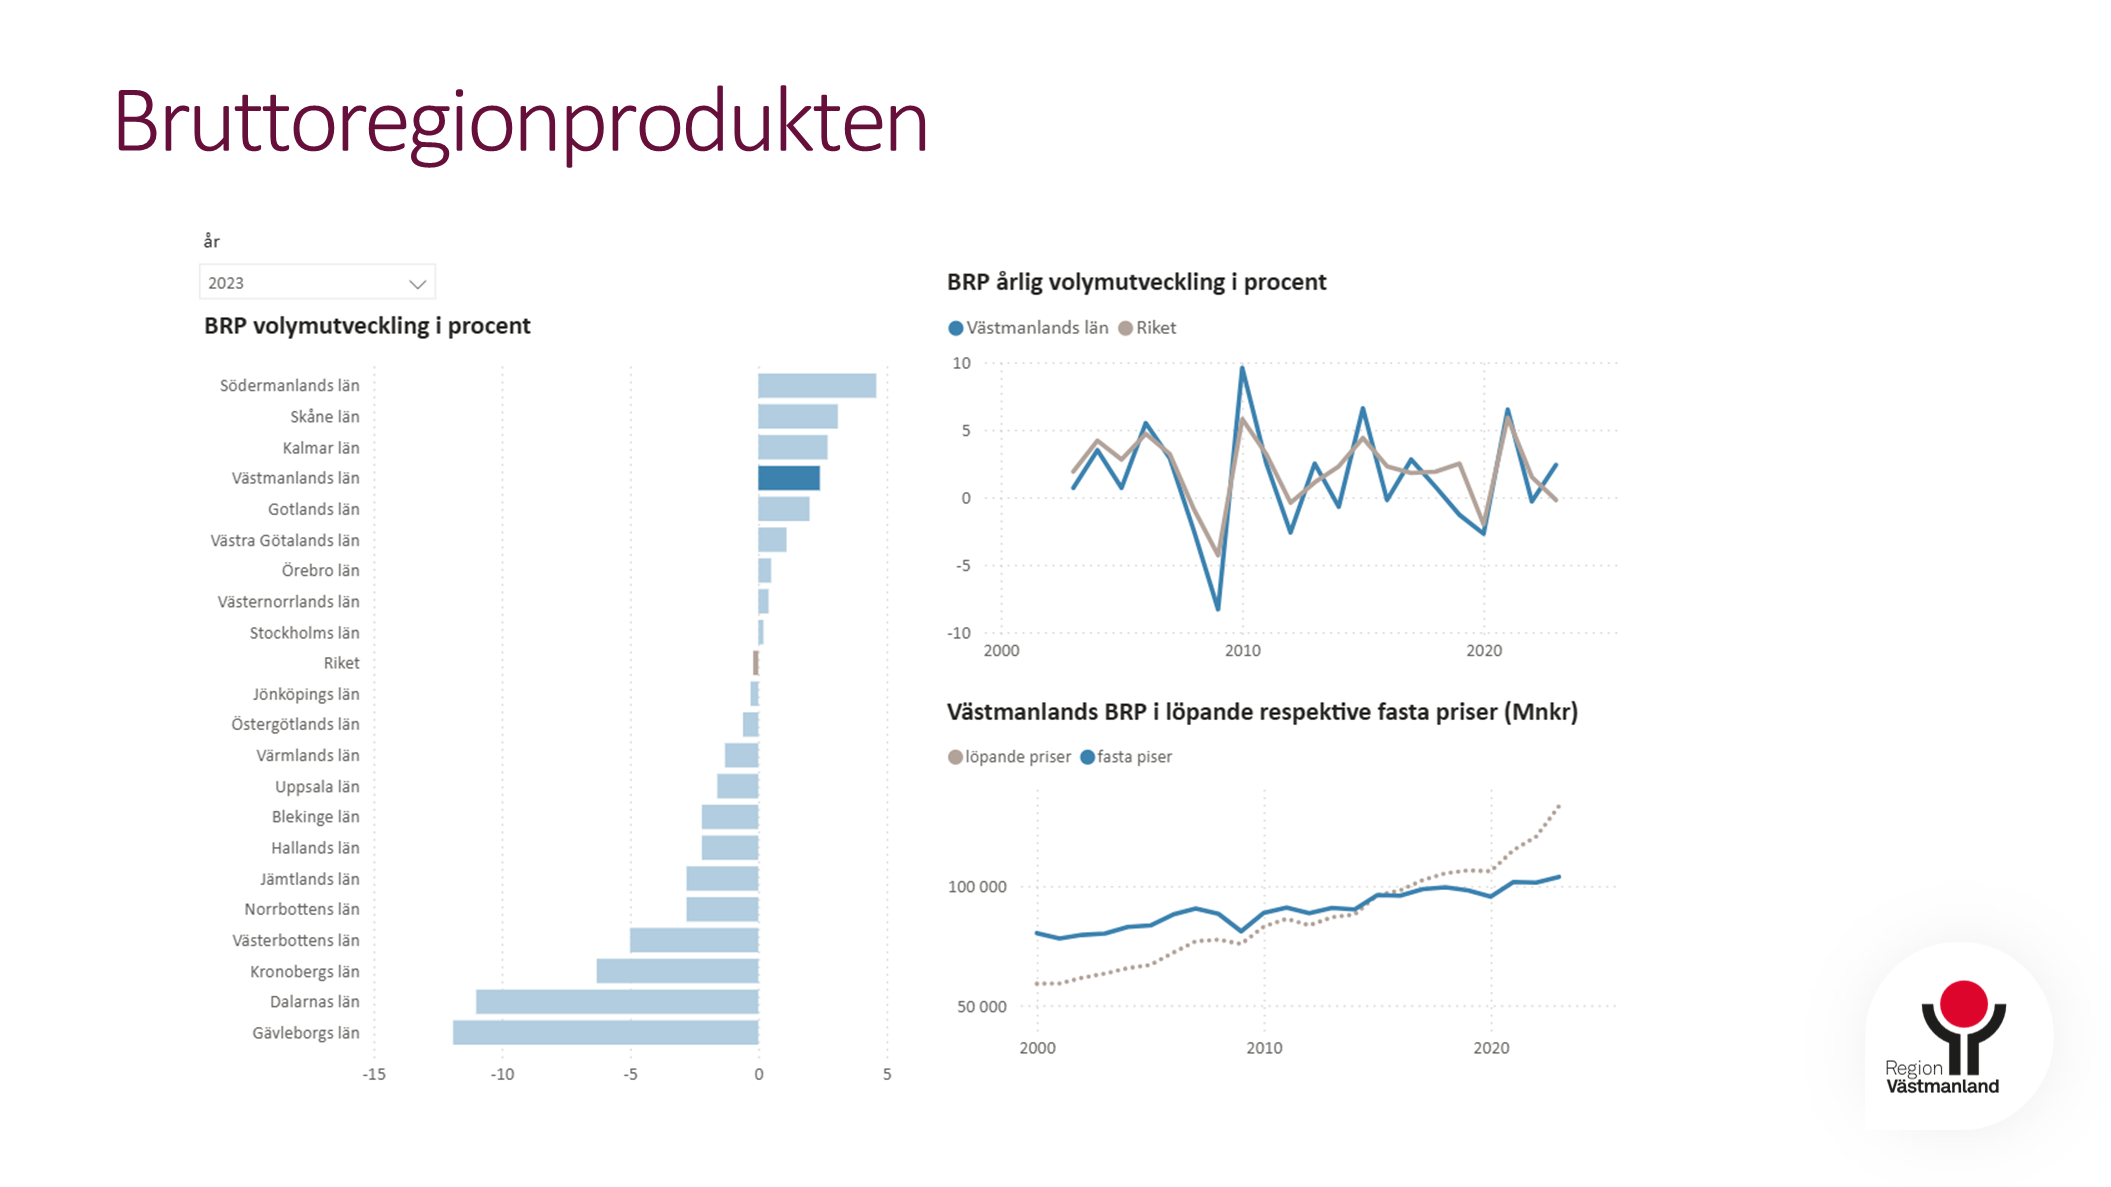 Bruttoregionprodukten
år
2023
BRP volymutveckling i procent
Södermanlands län
Skåne län
Kalmar län
Västmanlands län
Gotlands län
Västra Götalands län
Örebro län
Västernorrlands län
Stockholms län
Riket
Jönköpings län
Östergötlands län
Värmlands län
Uppsala län
Blekinge län
Hallands län
Jämtlands län
Norrbottens län
Västerbottens län
Kronobergs län
Dalarnas län
Gävleborgs län
-15 -10 -5 0 5
BRP årlig volymutveckling i procent
Västmanlands län Riket
10
5
0
-5
-10
2000 2010 2020
Västmanlands BRP i löpande respektive fasta priser (Mnkr)
löpande priser fasta piser
100 000
50 000
2000 2010 2020
Region
Västmanland